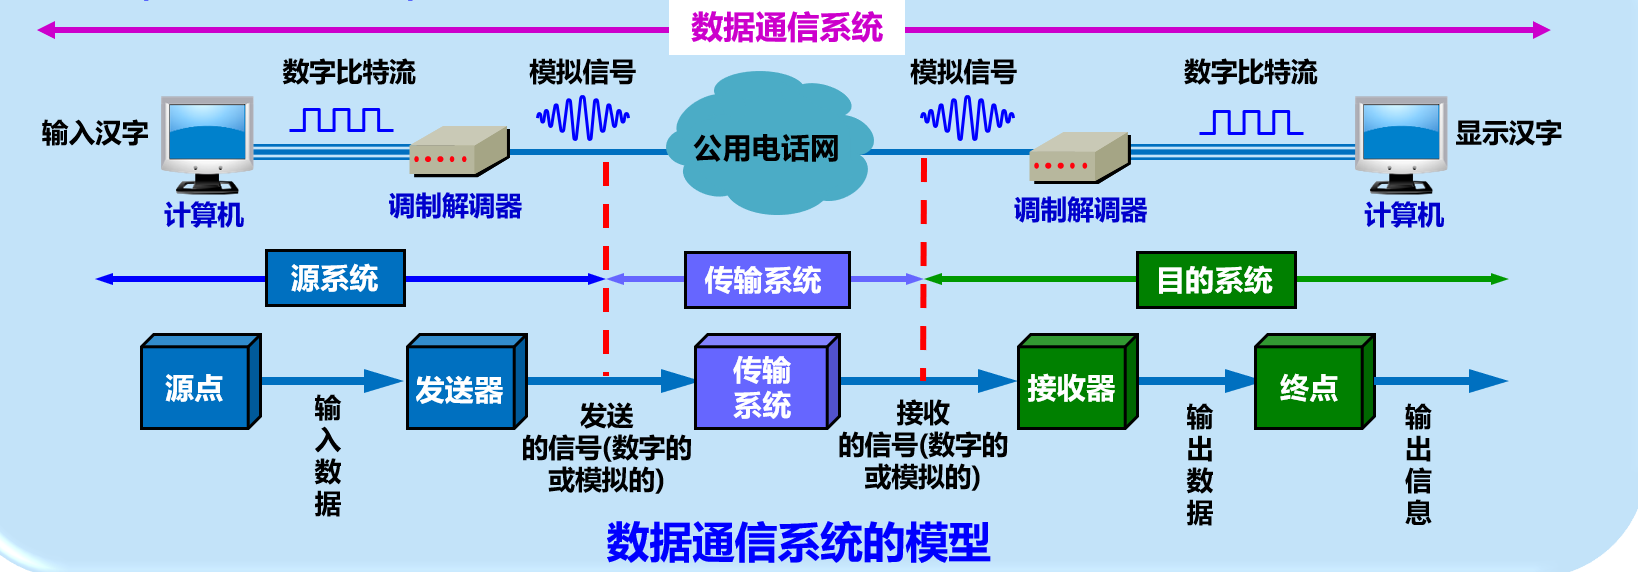 数据通信系统
数字比特流
模拟信号
模拟信号
数字比特流
输入汉字
公用电话网
显示汉字
计算机
调制解调器
调制解调器
计算机
源系统
传输系统
目的系统
源点
发送器
传输
系统
接收器
终点
输
入
数
据
发送
的信号(数字的
或模拟的)
接收
的信号(数字的
或模拟的)
输
出
数
据
输
出
信
息
数据通信系统的模型